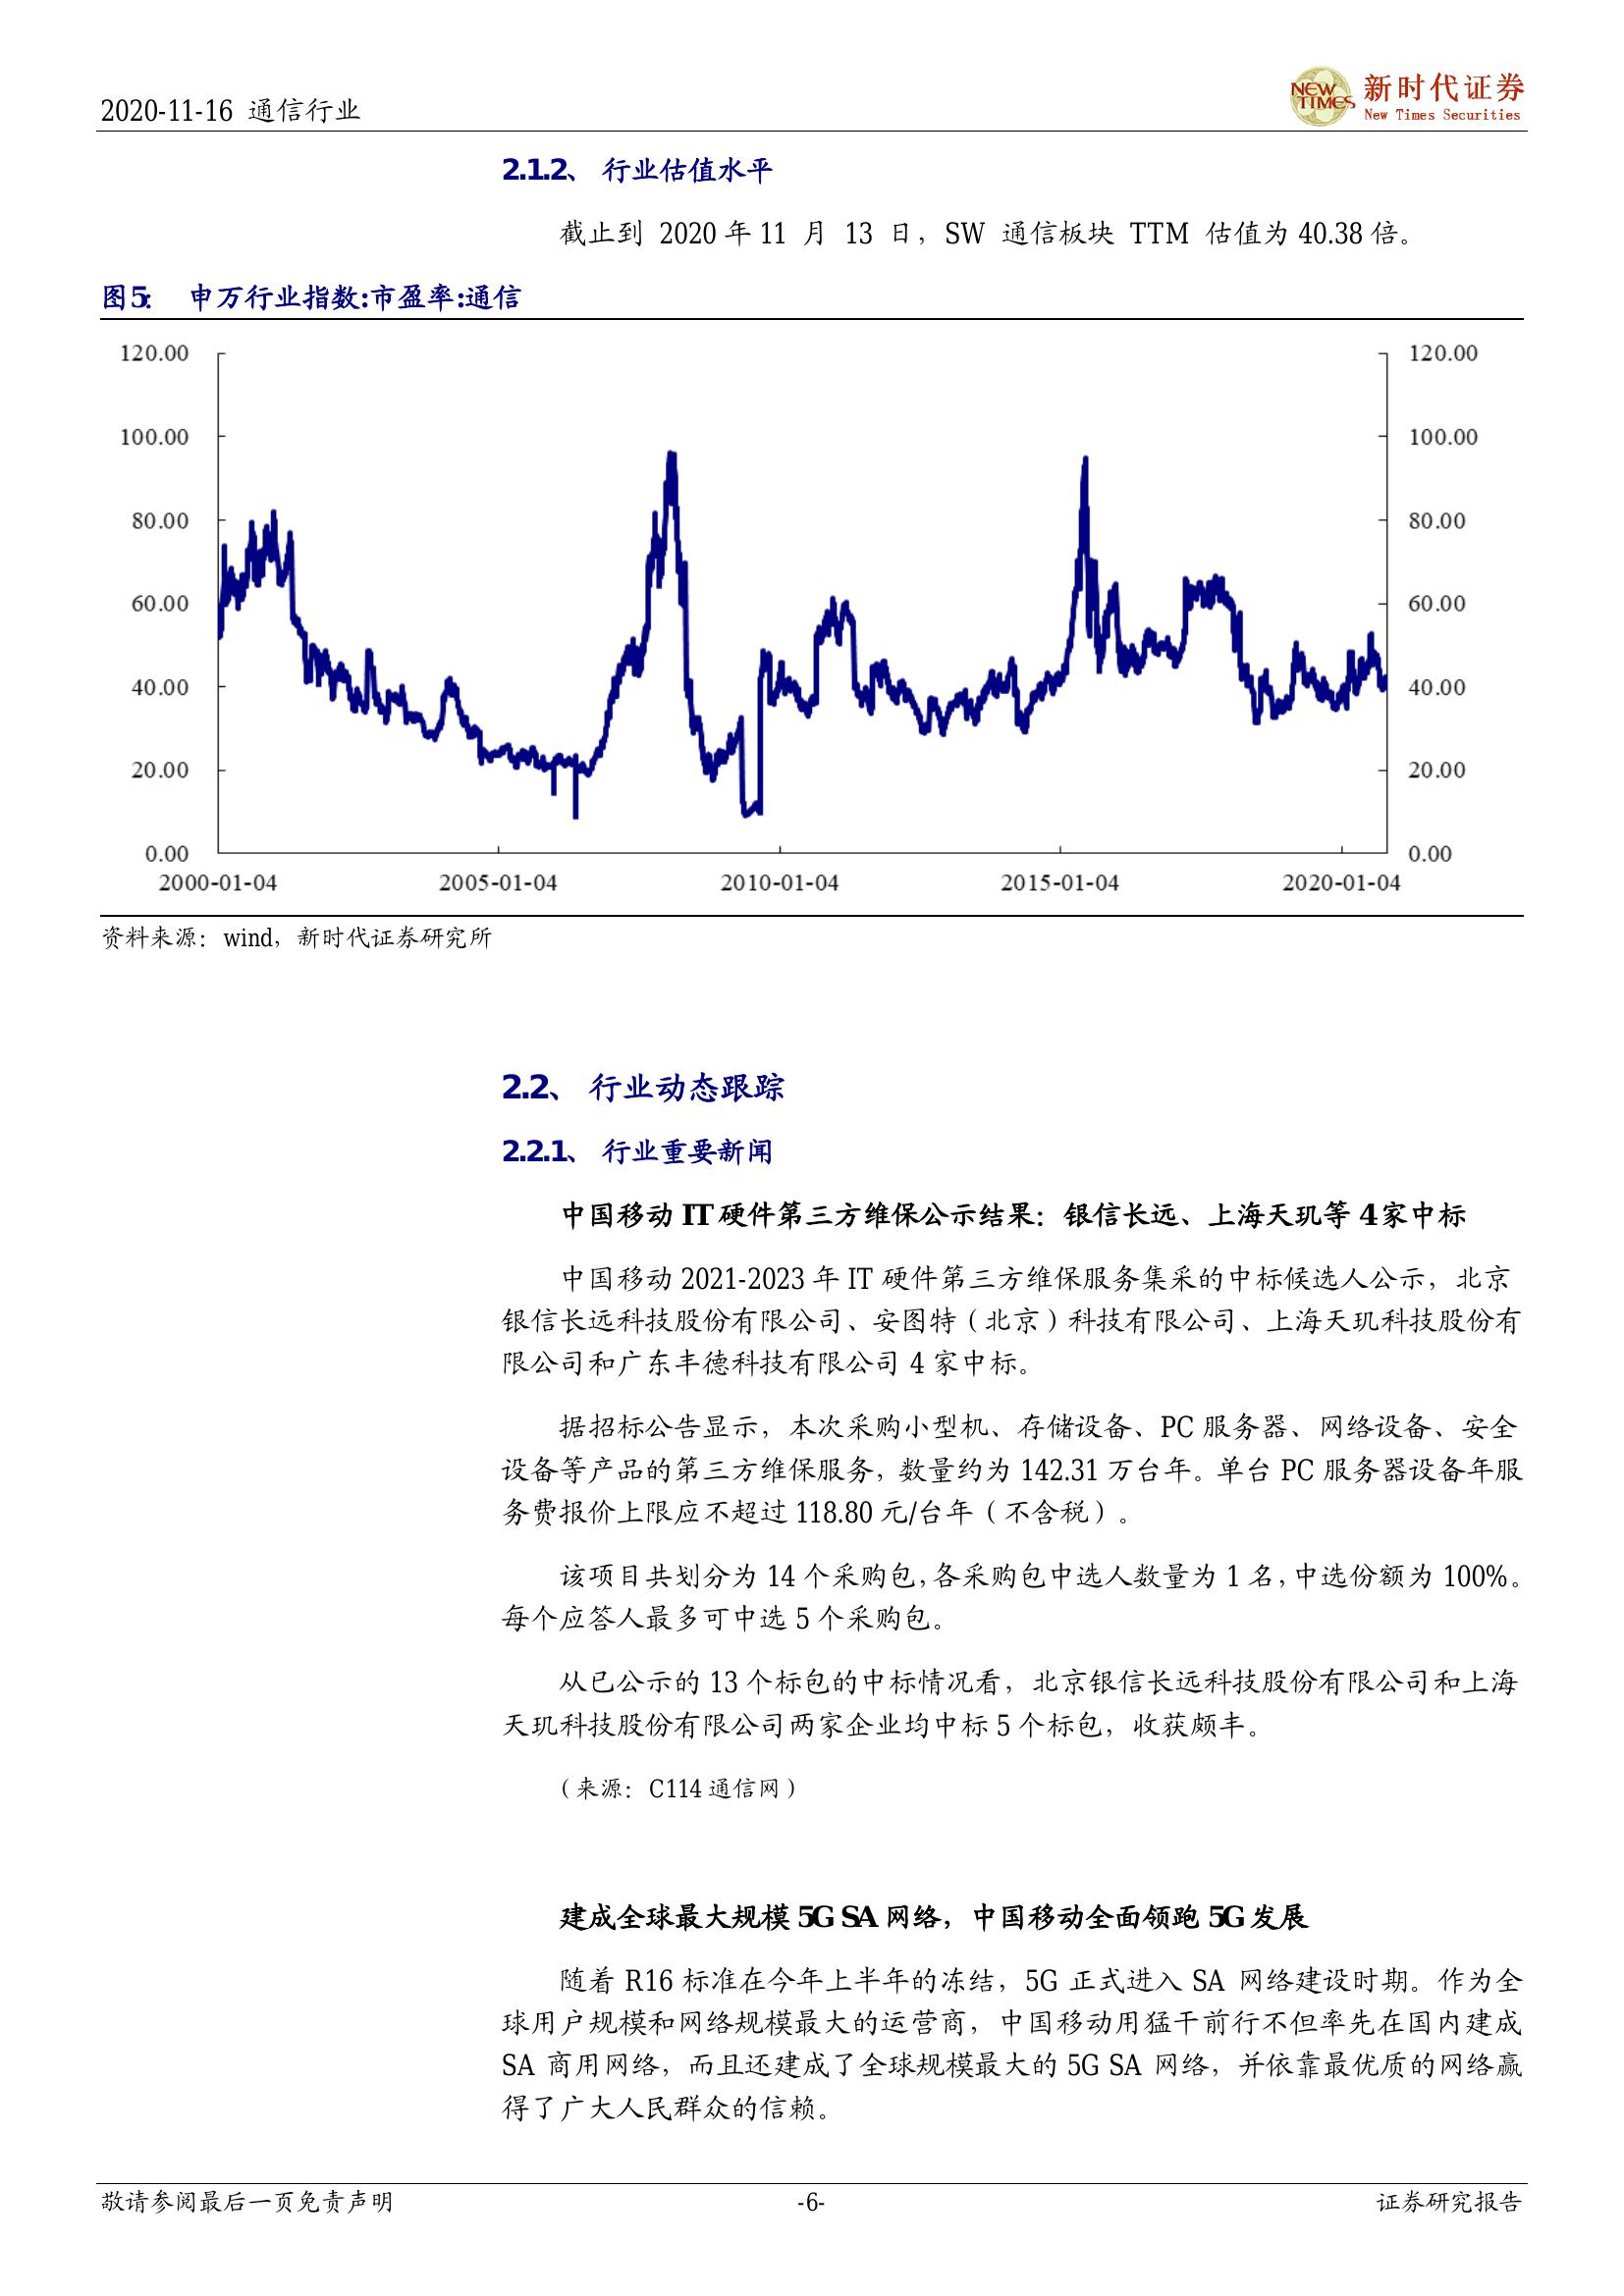 2020-11-16 通信行业
NEW TIMES
新时代证券
New Times Securities
2.1.2、 行业估值水平
截止到 2020 年 11 月 13 日，SW 通信板块 TTM 估值为 40.38 倍。
图5： 申万行业指数:市盈率:通信
120.00 120.00
100.00 100.00
80.00 80.00
60.00 60.00
40.00 40.00
20.00 20.00
0.00 0.00
2000-01-04 2005-01-04 2010-01-04 2015-01-04 2020-01-04
资料来源：wind，新时代证券研究所
2.2、 行业动态跟踪
2.2.1、 行业重要新闻
中国移动 IT 硬件第三方维保公示结果：银信长远、上海天玑等 4 家中标
中国移动 2021-2023 年 IT 硬件第三方维保服务集采的中标候选人公示，北京
银信长远科技股份有限公司、安图特（北京）科技有限公司、上海天玑科技股份有
限公司和广东丰德科技有限公司 4 家中标。
据招标公告显示，本次采购小型机、存储设备、PC 服务器、网络设备、安全
设备等产品的第三方维保服务，数量约为 142.31 万台年。单台 PC 服务器设备年服
务费报价上限应不超过 118.80 元/台年（不含税）。
该项目共划分为 14 个采购包，各采购包中选人数量为 1 名，中选份额为 100%。
每个应答人最多可中选 5 个采购包。
从已公示的 13 个标包的中标情况看，北京银信长远科技股份有限公司和上海
天玑科技股份有限公司两家企业均中标 5 个标包，收获颇丰。
（来源：C114 通信网）
建成全球最大规模 5G SA 网络，中国移动全面领跑 5G 发展
随着 R16 标准在今年上半年的冻结，5G 正式进入 SA 网络建设时期。作为全
球用户规模和网络规模最大的运营商，中国移动用猛干前行不但率先在国内建成
SA 商用网络，而且还建成了全球规模最大的 5G SA 网络，并依靠最优质的网络赢
得了广大人民群众的信赖。
敬请参阅最后一页免责声明 -6- 证券研究报告